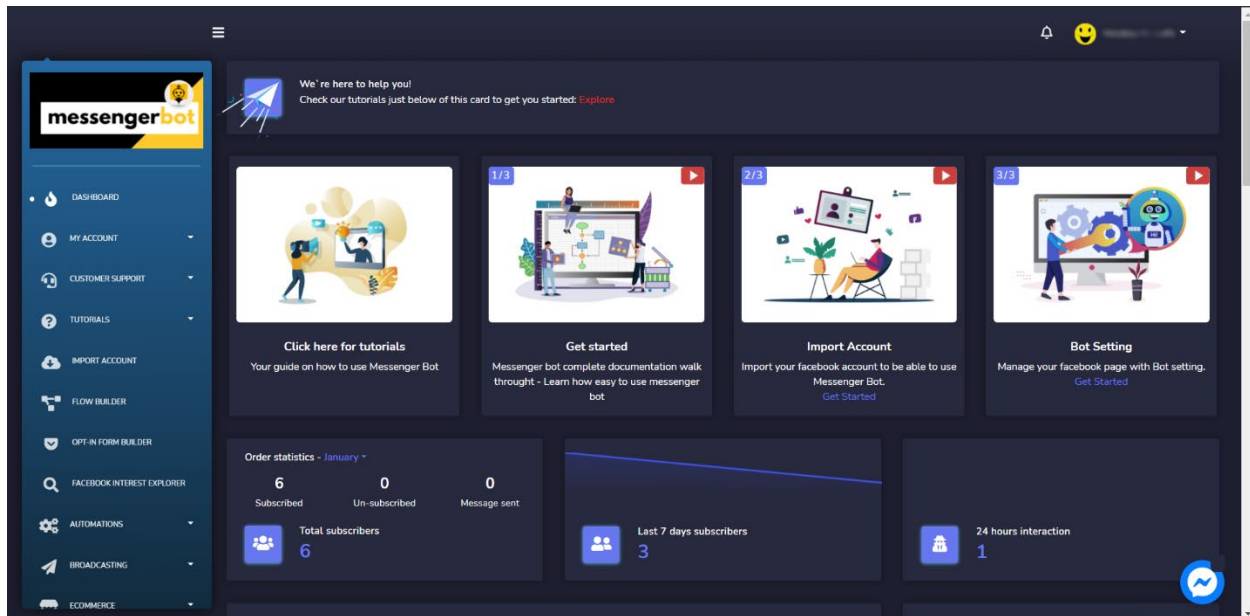 We`re here to help you!
Check our tutorials just below of this card to get you started: Explore
messengerbot
DASHBOARD
MY ACCOUNT
CUSTOMER SUPPORT
TUTORIALS
IMPORT ACCOUNT
FLOW BUILDER
OPT-IN FORM BUILDER
FACEBOOK INTEREST EXPLORER
AUTOMATIONS
BROADCASTING
ECOMMERCE
Click here for tutorials
Your guide on how to use Messenger Bot
1/3
Get started
Messenger bot complete documentation walk
throught - Learn how easy to use messenger
bot
2/3
Import Account
Import your facebook account to be able to use
Messenger Bot.
Get Started
3/3
Bot Setting
Manage your facebook page with Bot setting.
Get Started
Order statistics - January
6 0 0
Subscribed Un-subscribed Message sent
Total subscribers
6
Last 7 days subscribers
3
24 hours interaction
1